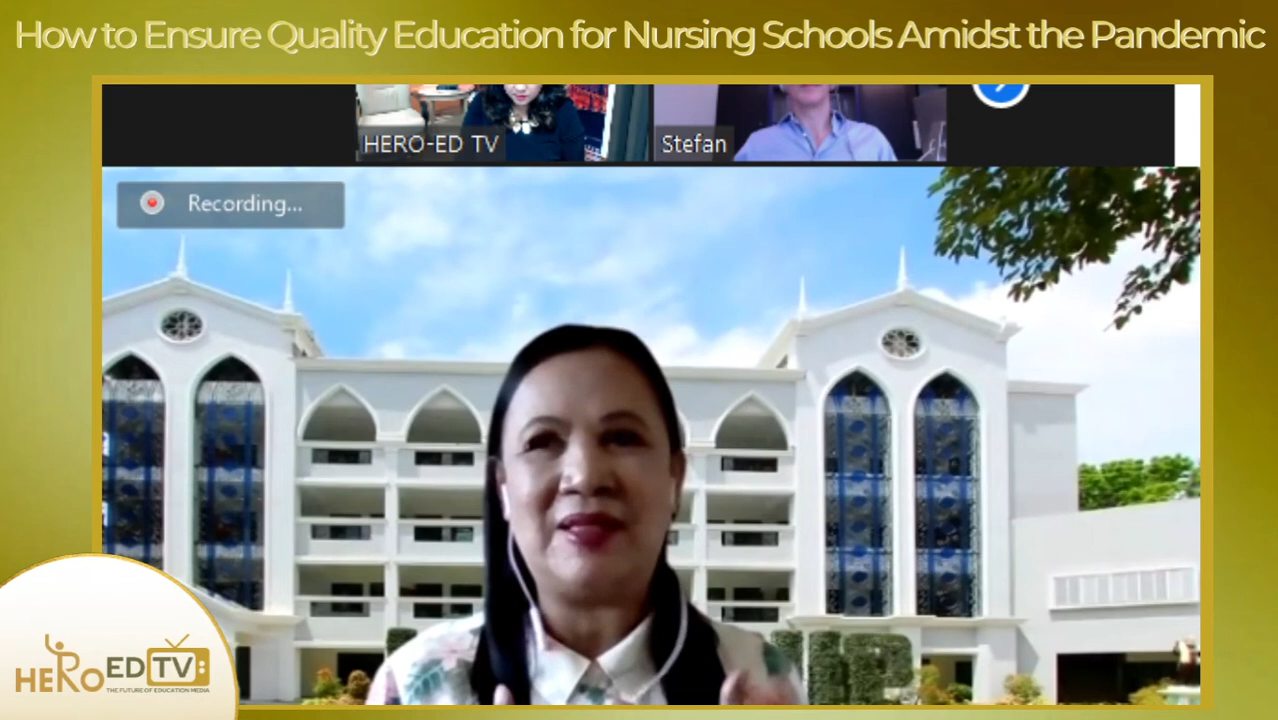 How to Ensure Quality Education for Nursing Schools Amidst the Pandemic
HERO-ED TV
Stefan
Recording...
HERO ED TV
THE FUTURE OF EDUCATION MEDIA